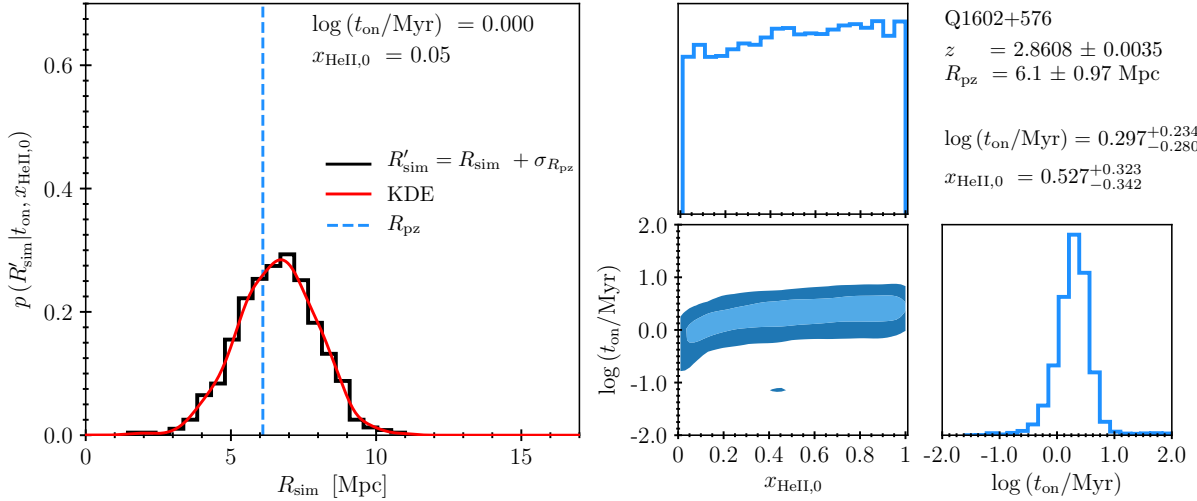 log (t_on/Myr) = 0.000
x_HeII,0 = 0.05
R′_sim = R_sim + σ_R_pz
KDE
R_pz
p (R′_sim|t_on, x_HeII,0)
0.6
0.4
0.2
0.0
0 5 10 15
R_sim [Mpc]
Q1602+576
z = 2.8608 ± 0.0035
R_pz = 6.1 ± 0.97 Mpc
log (t_on/Myr) = 0.297^{+0.234}_{-0.280}
x_HeII,0 = 0.527^{+0.323}_{-0.342}
log (t_on/Myr)
2.0
1.0
0.0
-1.0
-2.0
0 0.2 0.4 0.6 0.8 1
x_HeII,0
-2.0 -1.0 0.0 1.0 2.0
log (t_on/Myr)